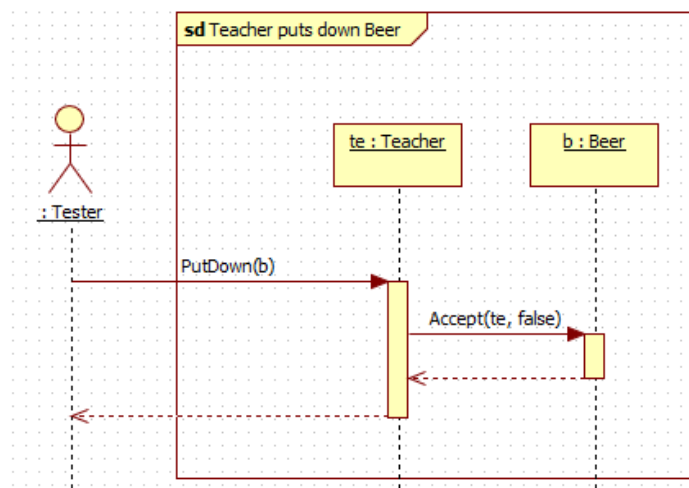 sd Teacher puts down Beer
te : Teacher
b : Beer
: Tester
PutDown(b)
Accept(te, false)